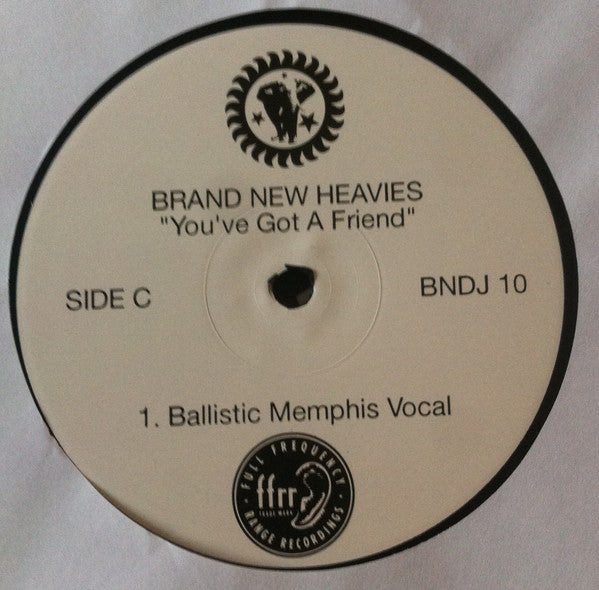 BRAND NEW HEAVIES
"You've Got A Friend"
SIDE C
BNDJ 10
1. Ballistic Memphis Vocal
FULL FREQUENCY
ffrr
TRADE MARK
RANGE RECORDINGS